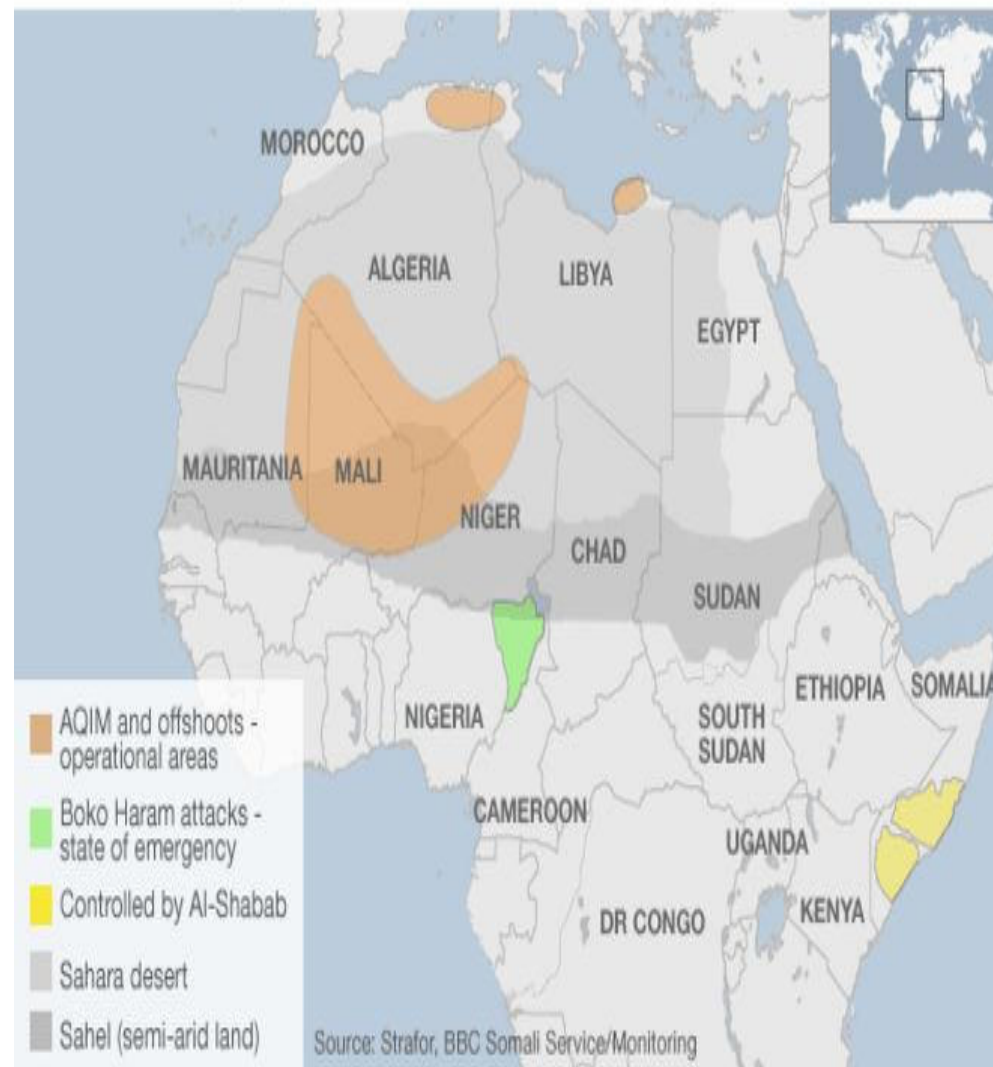 MOROCCO
ALGERIA
LIBYA
EGYPT
MAURITANIA
MALI
NIGER
CHAD
SUDAN
NIGERIA
SOUTH
SUDAN
ETHIOPIA
SOMALIA
CAMEROON
UGANDA
DR CONGO
KENYA
AQIM and offshoots -
operational areas
Boko Haram attacks -
state of emergency
Controlled by Al-Shabab
Sahara desert
Sahel (semi-arid land)
Source: Strafor, BBC Somali Service/Monitoring